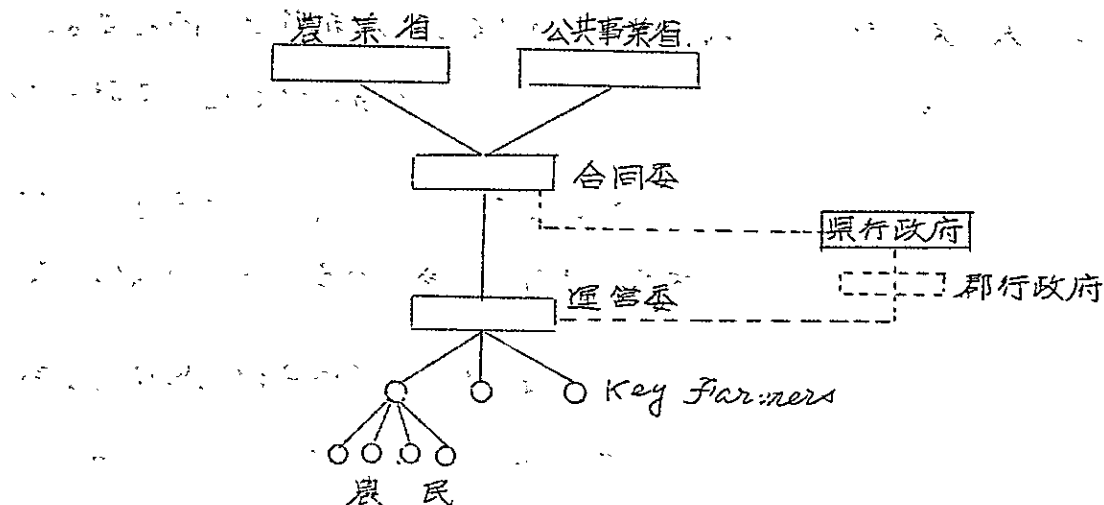 農業省
公共事業省
合同委
県行政府
郡行政府
運営委
Key Farmers
農民